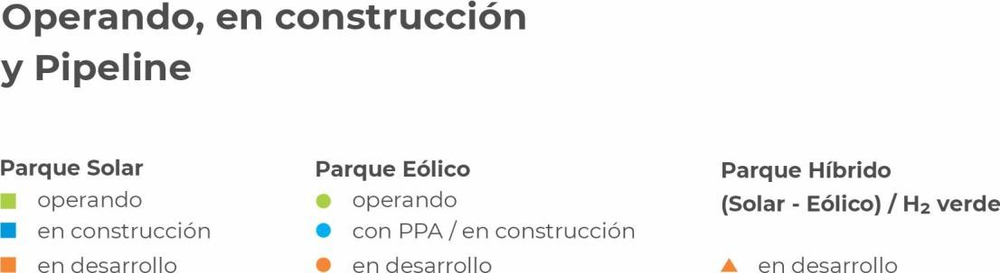 Operando, en construcción
y Pipeline
Parque Solar
operando
en construcción
en desarrollo
Parque Eólico
operando
con PPA / en construcción
en desarrollo
Parque Híbrido
(Solar - Eólico) / H₂ verde
en desarrollo